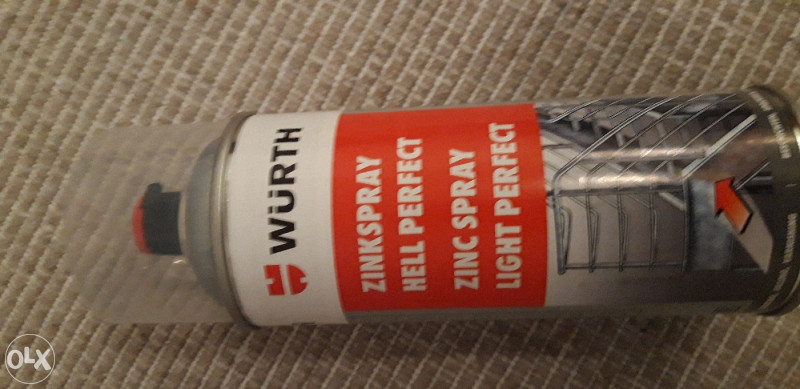 WÜRTH
ZINKSPRAY
HELL PERFECT
ZINC SPRAY
LIGHT PERFECT
OLX